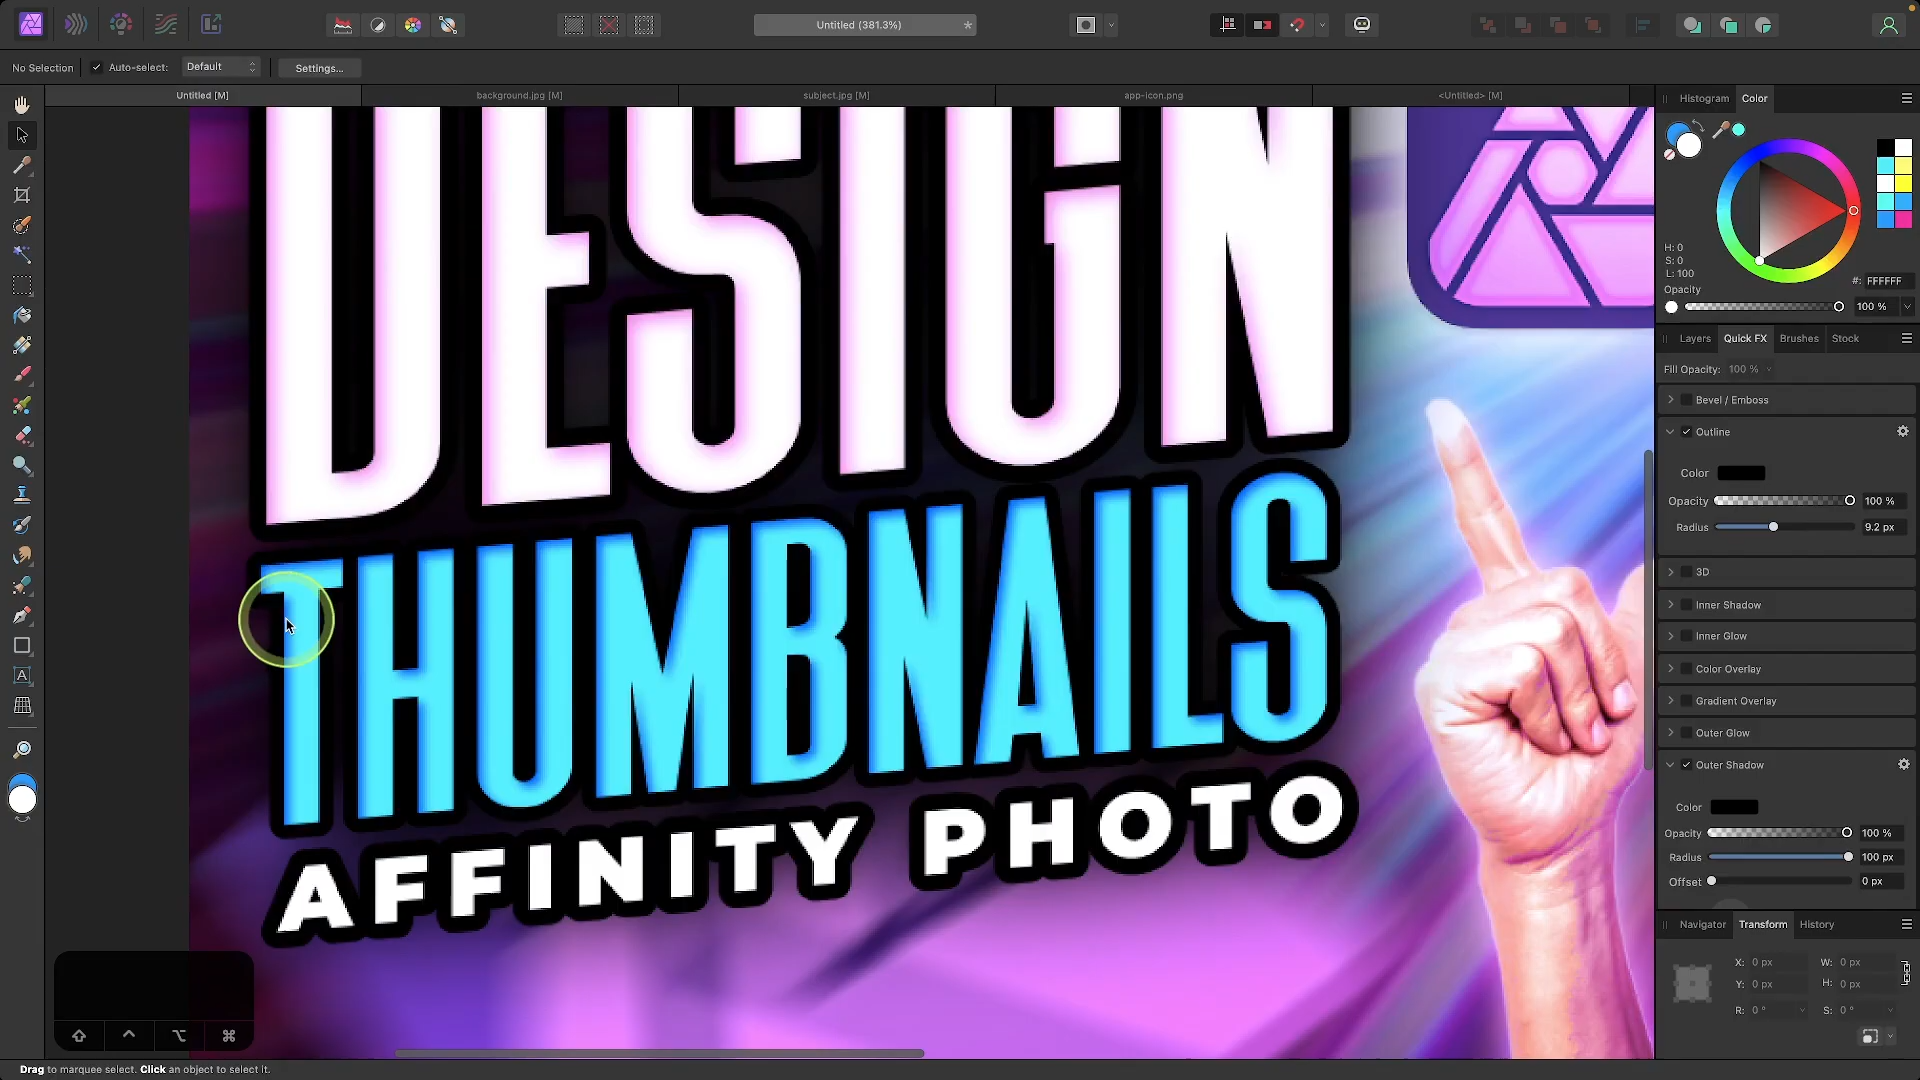 Untitled (381.3%)
*
No Selection
Auto-select:
Default
Settings...
Untitled [M]
background.jpg [M]
subject.jpg [M]
app-icon.png
<Untitled> [M]
Histogram
Color
H: 0
S: 0
L: 100
#: FFFFFF
Opacity
100 %
Layers
Quick FX
Brushes
Stock
Fill Opacity: 100 %
Bevel / Emboss
Outline
Color
Opacity
100 %
Radius
9.2 px
3D
Inner Shadow
Inner Glow
Color Overlay
Gradient Overlay
Outer Glow
Outer Shadow
Color
Opacity
100 %
Radius
100 px
Offset
0 px
Navigator
Transform
History
X: 0 px
W: 0 px
Y: 0 px
H: 0 px
R: 0 °
S: 0 °
DESIGN
THUMBNAILS
AFFINITY PHOTO
Drag to marquee select. Click an object to select it.